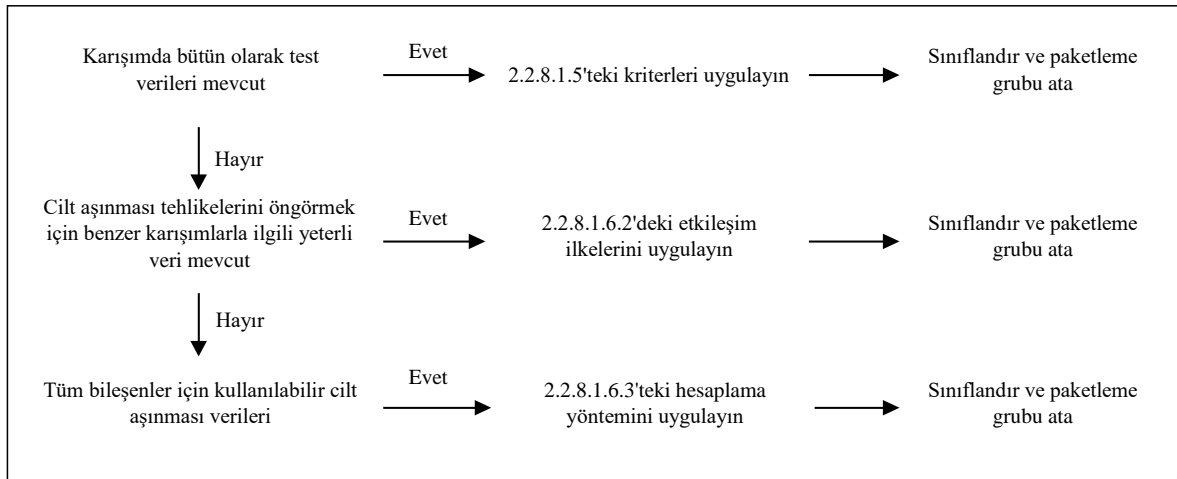 Karışımda bütün olarak test
verileri mevcut
Evet
2.2.8.1.5'teki kriterleri uygulayın
Sınıflandır ve paketleme
grubu ata
Hayır
Cilt aşınması tehlikelerini öngörmek
için benzer karışımlarla ilgili yeterli
veri mevcut
Evet
2.2.8.1.6.2'deki etkileşim
ilkelerini uygulayın
Sınıflandır ve paketleme
grubu ata
Hayır
Tüm bileşenler için kullanılabilir cilt
aşınması verileri
Evet
2.2.8.1.6.3'teki hesaplama
yöntemini uygulayın
Sınıflandır ve paketleme
grubu ata